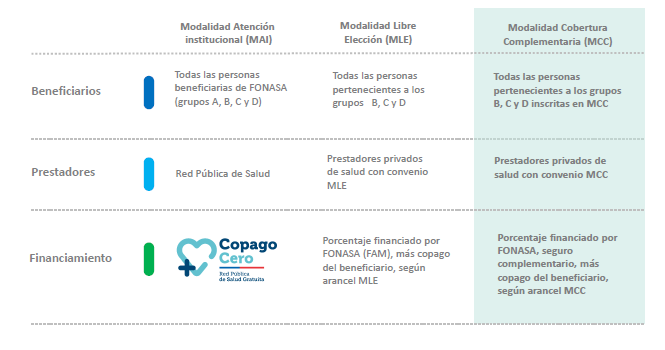 Modalidad Atención
institucional (MAI)
Modalidad Libre
Elección (MLE)
Modalidad Cobertura
Complementaria (MCC)
Beneficiarios
Todas las personas
beneficiarias de FONASA
(grupos A, B, C y D)
Todas las personas
pertenecientes a los
grupos B, C y D
Todas las personas
pertenecientes a los grupos
B, C y D inscritas en MCC
Prestadores
Red Pública de Salud
Prestadores privados
de salud con convenio
MLE
Prestadores privados de
salud con convenio MCC
Financiamiento
Copago
Cero
Red Pública
de Salud Gratuita
Porcentaje financiado por
FONASA (FAM), más copago
del beneficiario, según
arancel MLE
Porcentaje financiado por
FONASA, seguro
complementario, más
copago del beneficiario,
según arancel MCC